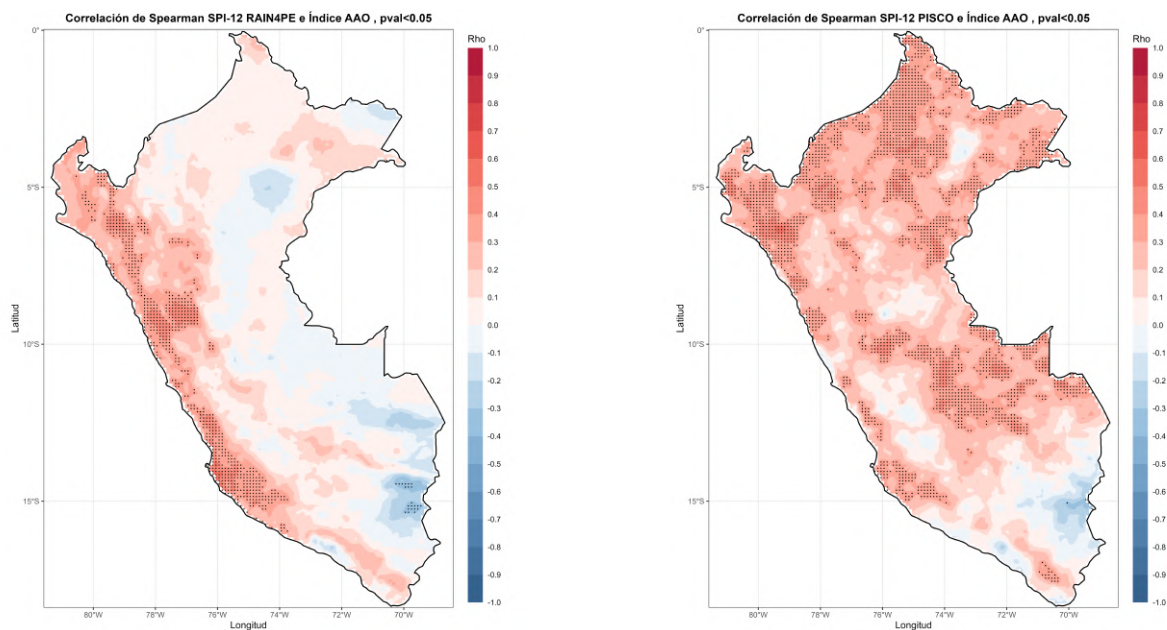 Correlación de Spearman SPI-12 RAIN4PE e Índice AAO , pval<0.05
Rho
1.0
0.9
0.8
0.7
0.6
0.5
0.4
0.3
0.2
0.1
0.0
-0.1
-0.2
-0.3
-0.4
-0.5
-0.6
-0.7
-0.8
-0.9
-1.0
0°
5°S
10°S
15°S
Latitud
80°W 78°W 76°W 74°W 72°W 70°W
Longitud
Correlación de Spearman SPI-12 PISCO e Índice AAO , pval<0.05
Rho
1.0
0.9
0.8
0.7
0.6
0.5
0.4
0.3
0.2
0.1
0.0
-0.1
-0.2
-0.3
-0.4
-0.5
-0.6
-0.7
-0.8
-0.9
-1.0
0°
5°S
10°S
15°S
Latitud
80°W 78°W 76°W 74°W 72°W 70°W
Longitud